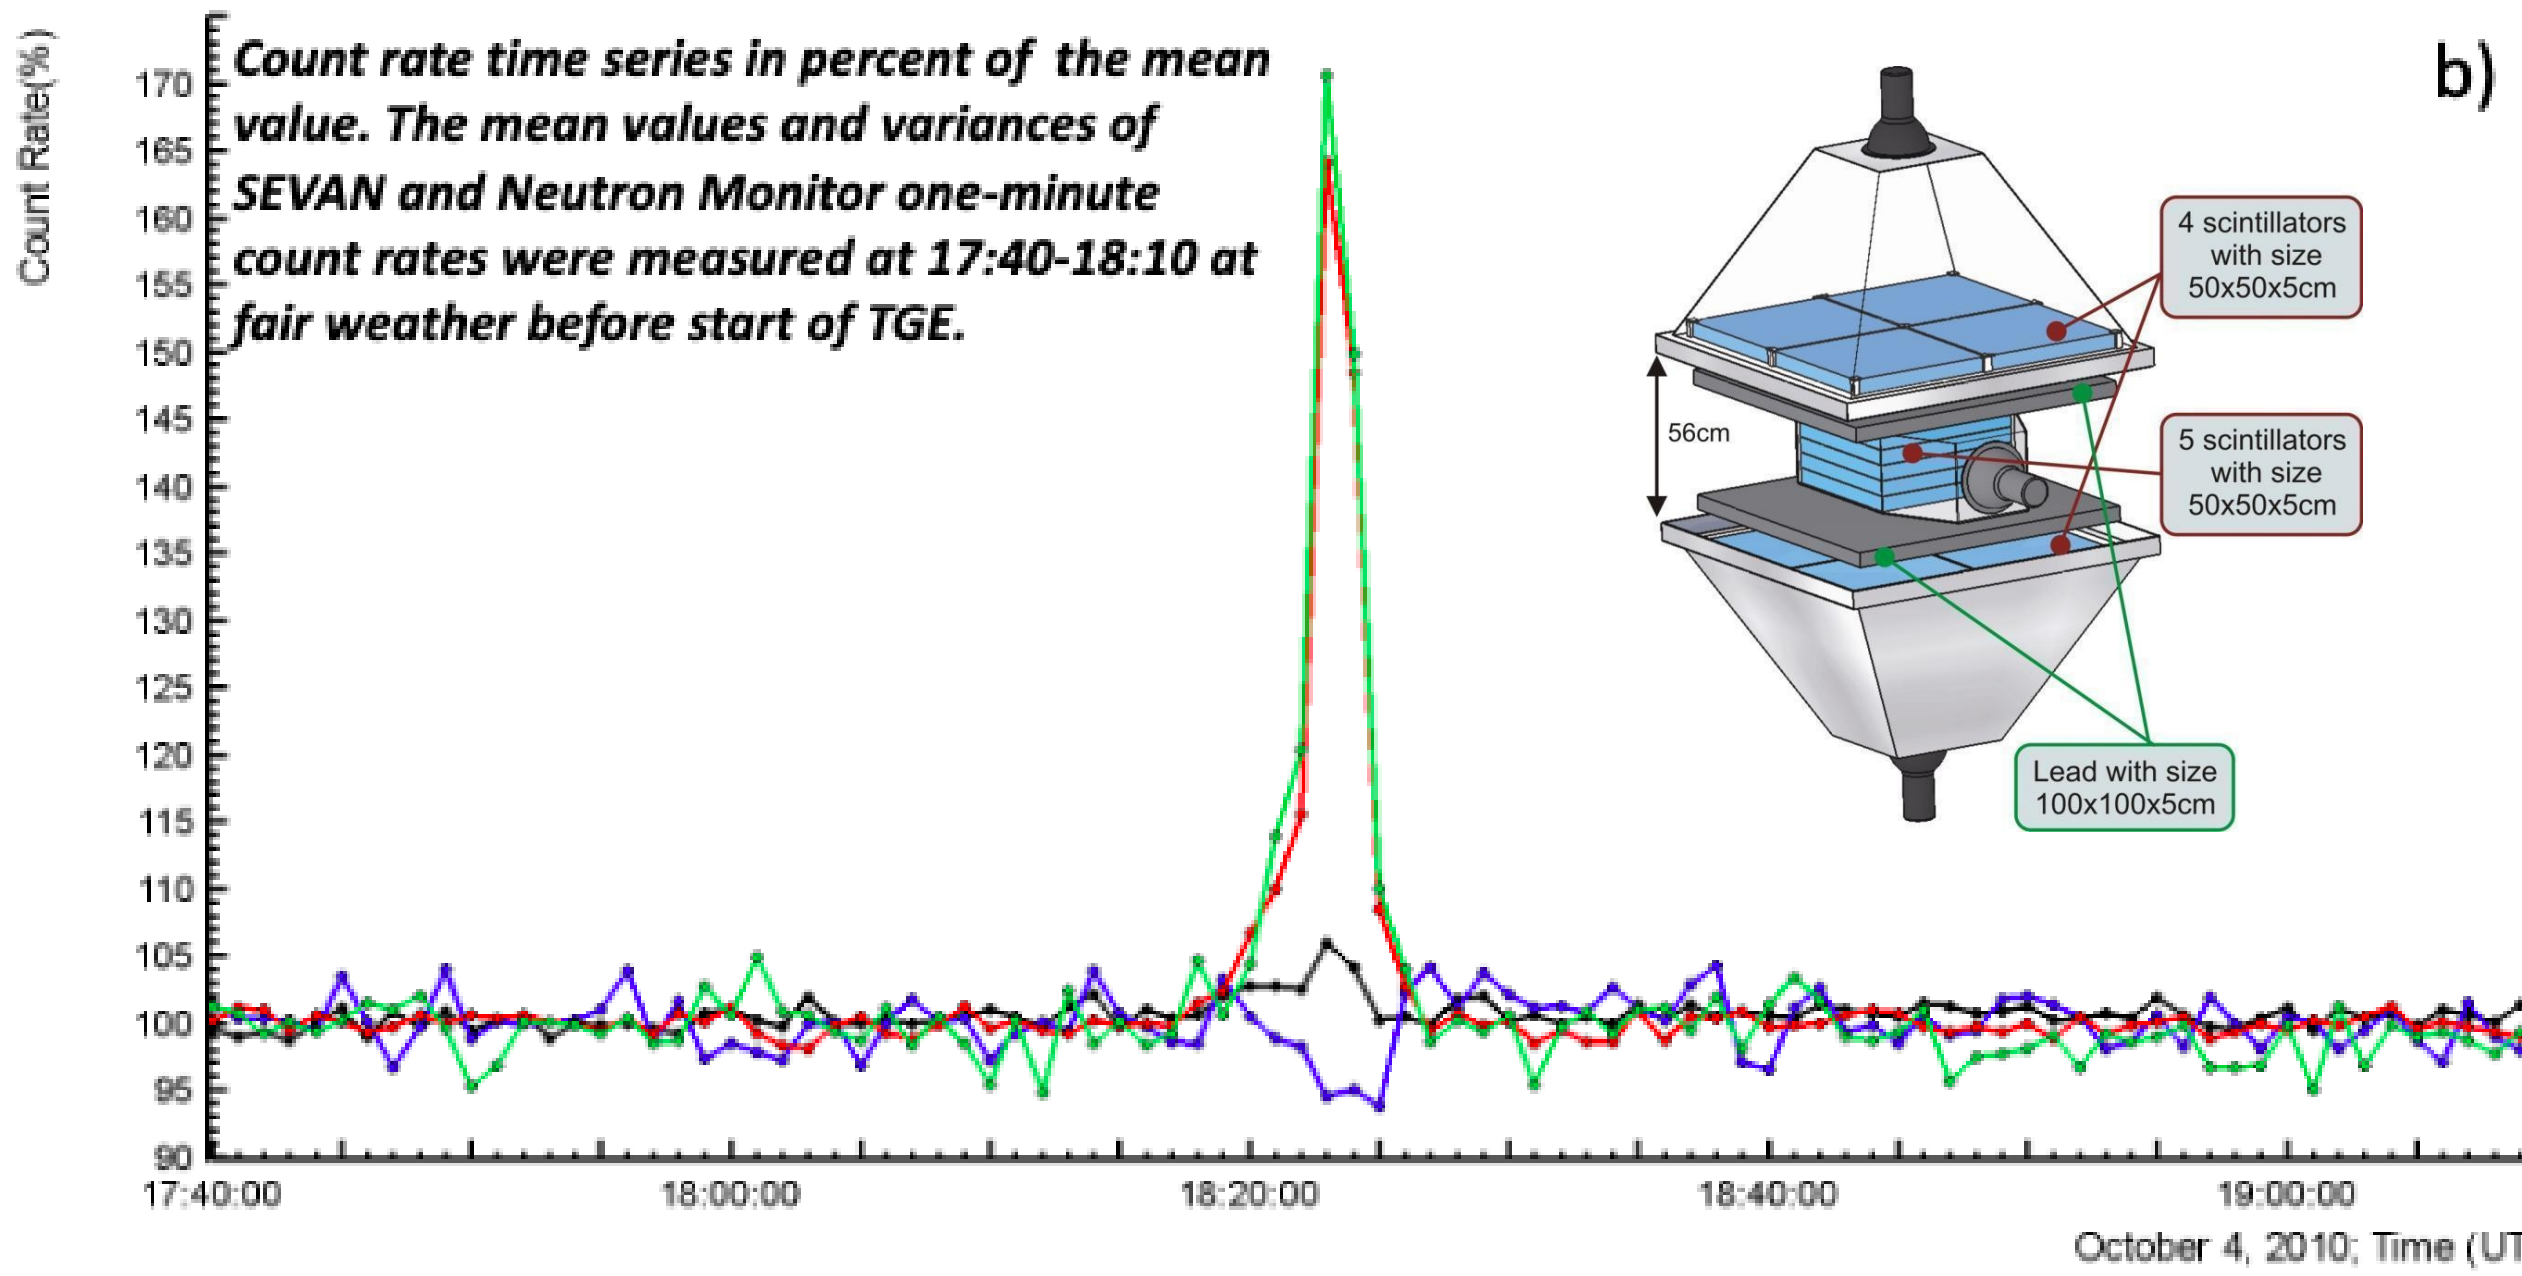 Count Rate(%)
170
165
160
155
150
145
140
135
130
125
120
115
110
105
100
95
90
Count rate time series in percent of the mean
value. The mean values and variances of
SEVAN and Neutron Monitor one-minute
count rates were measured at 17:40-18:10 at
fair weather before start of TGE.
b)
4 scintillators
with size
50x50x5cm
56cm
5 scintillators
with size
50x50x5cm
Lead with size
100x100x5cm
17:40:00 18:00:00 18:20:00 18:40:00 19:00:00
October 4, 2010; Time (UT